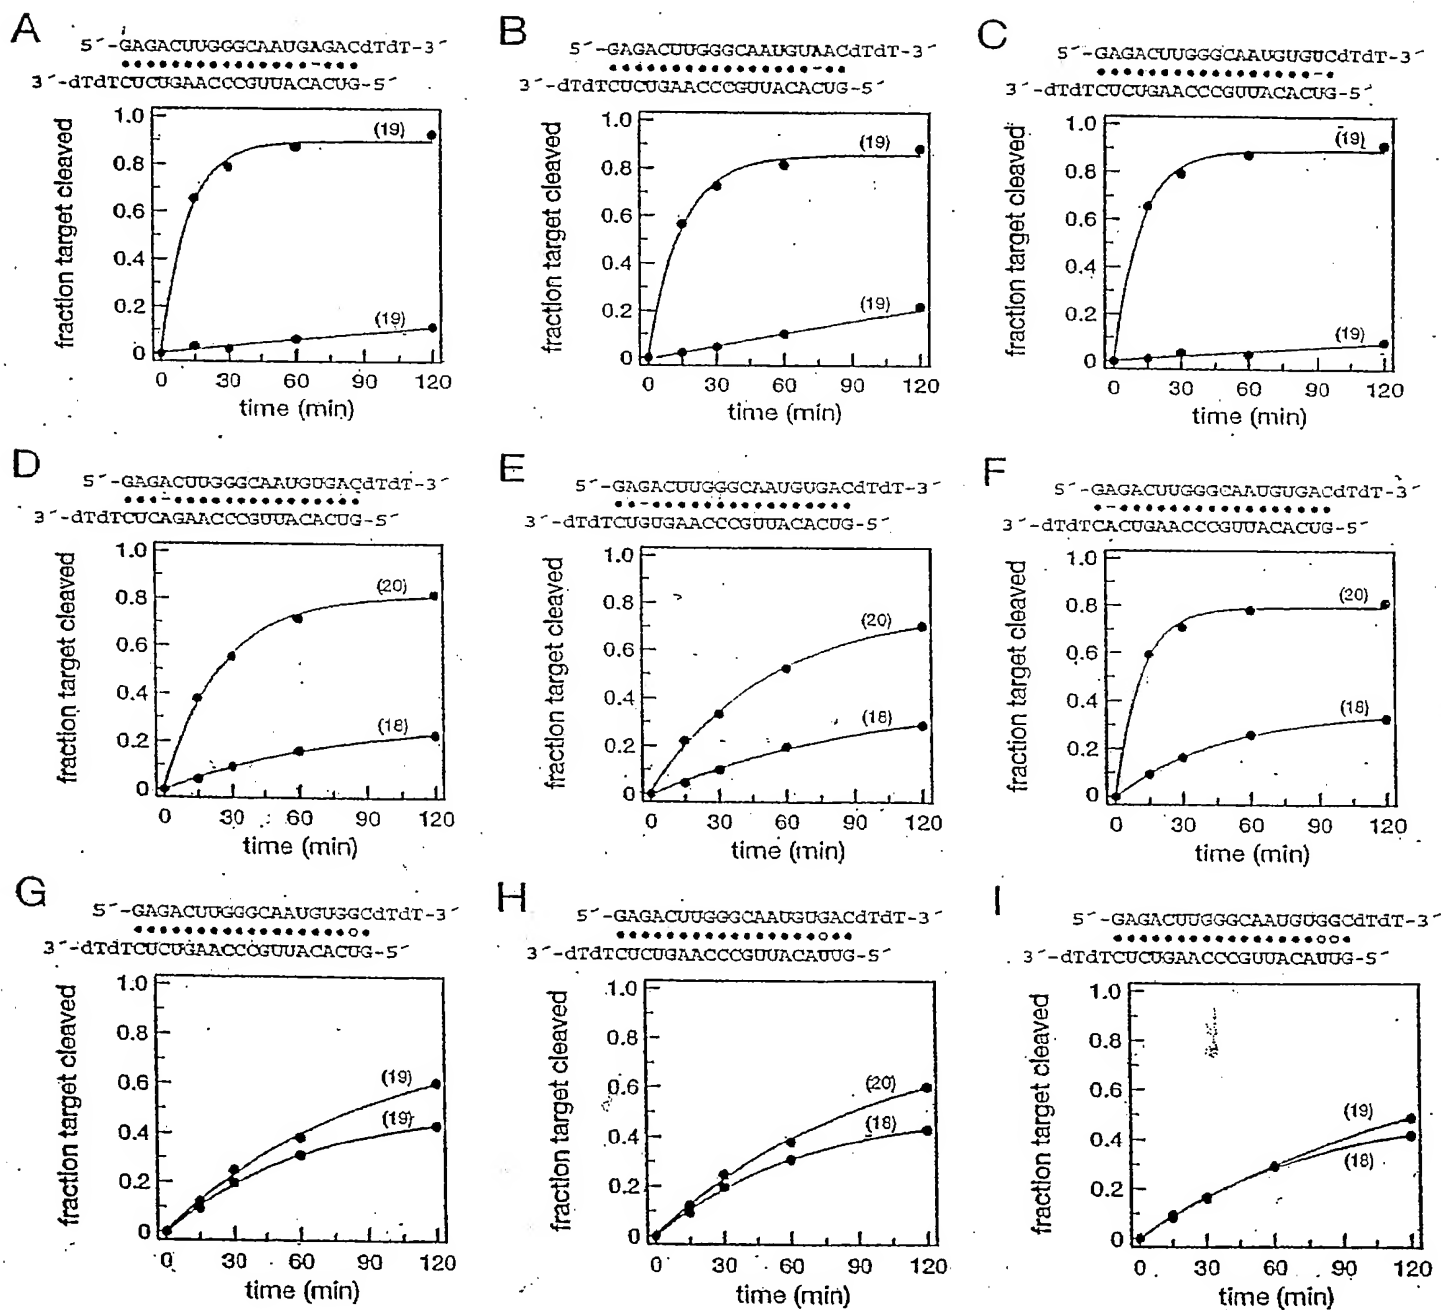 A
5´-GAGACUUGGGCAAUGAGACdTdT-3´
3´-dTdTCUCUGAACCCGUUACACUG-5´
fraction target cleaved
1.0
0.8
0.6
0.4
0.2
0
(19)
(19)
0 30 60 90 120
time (min)
B
5´-GAGACUUGGGCAAUGUAACdTdT-3´
3´-dTdTCUCUGAACCCGUUACACUG-5´
fraction target cleaved
1.0
0.8
0.6
0.4
0.2
0
(19)
(19)
0 30 60 90 120
time (min)
C
5´-GAGACUUGGGCAAUGUGUCdTdT-3´
3´-dTdTCUCUGAACCCGUUACACUG-5´
fraction target cleaved
1.0
0.8
0.6
0.4
0.2
0
(19)
(19)
0 30 60 90 120
time (min)
D
5´-GAGACUUGGGCAAUGUGACdTdT-3´
3´-dTdTCUCAGAACCCGUUACACUG-5´
fraction target cleaved
1.0
0.8
0.6
0.4
0.2
0
(20)
(18)
0 30 60 90 120
time (min)
E
5´-GAGACUUGGGCAAUGUGACdTdT-3´
3´-dTdTCUGUGAACCCGUUACACUG-5´
fraction target cleaved
1.0
0.8
0.6
0.4
0.2
0
(20)
(18)
0 30 60 90 120
time (min)
F
5´-GAGACUUGGGCAAUGUGACdTdT-3´
3´-dTdTCACUGAACCCGUUACACUG-5´
fraction target cleaved
1.0
0.8
0.6
0.4
0.2
0
(20)
(18)
0 30 60 90 120
time (min)
G
5´-GAGACUUGGGCAAUGUGGCdTdT-3´
3´-dTdTCUCUGAACCCGUUACACUG-5´
fraction target cleaved
1.0
0.8
0.6
0.4
0.2
0
(19)
(19)
0 30 60 90 120
time (min)
H
5´-GAGACUUGGGCAAUGUGACdTdT-3´
3´-dTdTCUCUGAACCCGUUACAUUG-5´
fraction target cleaved
1.0
0.8
0.6
0.4
0.2
0
(20)
(18)
0 30 60 90 120
time (min)
I
5´-GAGACUUGGGCAAUGUGGCdTdT-3´
3´-dTdTCUCUGAACCCGUUACAUUG-5´
fraction target cleaved
1.0
0.8
0.6
0.4
0.2
0
(19)
(18)
0 30 60 90 120
time (min)